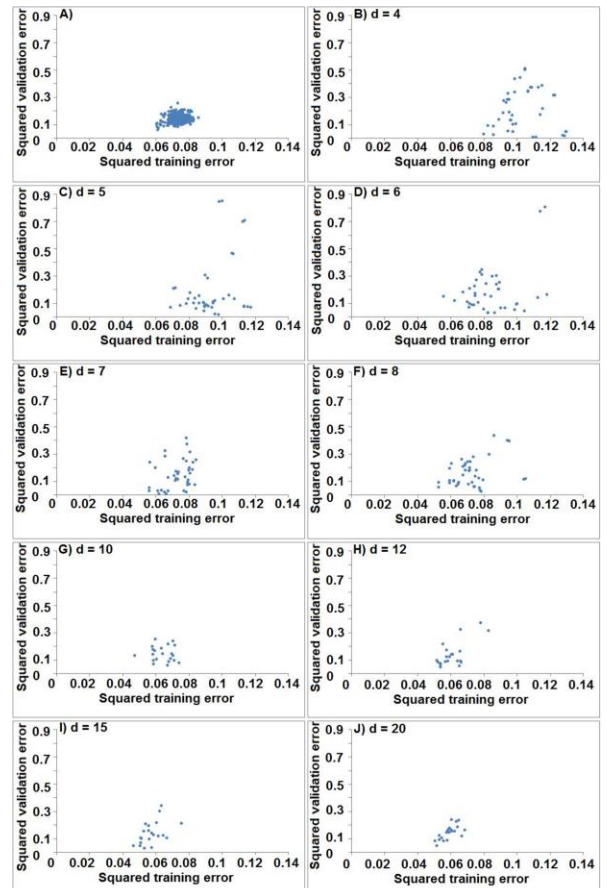 A)
Squared validation error
0.9
0.7
0.5
0.3
0.1
0
0 0.02 0.04 0.06 0.08 0.1 0.12 0.14
Squared training error
B) d = 4
Squared validation error
0.9
0.7
0.5
0.3
0.1
0
0 0.02 0.04 0.06 0.08 0.1 0.12 0.14
Squared training error
C) d = 5
Squared validation error
0.9
0.7
0.5
0.3
0.1
0
0 0.02 0.04 0.06 0.08 0.1 0.12 0.14
Squared training error
D) d = 6
Squared validation error
0.9
0.7
0.5
0.3
0.1
0
0 0.02 0.04 0.06 0.08 0.1 0.12 0.14
Squared training error
E) d = 7
Squared validation error
0.9
0.7
0.5
0.3
0.1
0
0 0.02 0.04 0.06 0.08 0.1 0.12 0.14
Squared training error
F) d = 8
Squared validation error
0.9
0.7
0.5
0.3
0.1
0
0 0.02 0.04 0.06 0.08 0.1 0.12 0.14
Squared training error
G) d = 10
Squared validation error
0.9
0.7
0.5
0.3
0.1
0
0 0.02 0.04 0.06 0.08 0.1 0.12 0.14
Squared training error
H) d = 12
Squared validation error
0.9
0.7
0.5
0.3
0.1
0
0 0.02 0.04 0.06 0.08 0.1 0.12 0.14
Squared training error
I) d = 15
Squared validation error
0.9
0.7
0.5
0.3
0.1
0
0 0.02 0.04 0.06 0.08 0.1 0.12 0.14
Squared training error
J) d = 20
Squared validation error
0.9
0.7
0.5
0.3
0.1
0
0 0.02 0.04 0.06 0.08 0.1 0.12 0.14
Squared training error